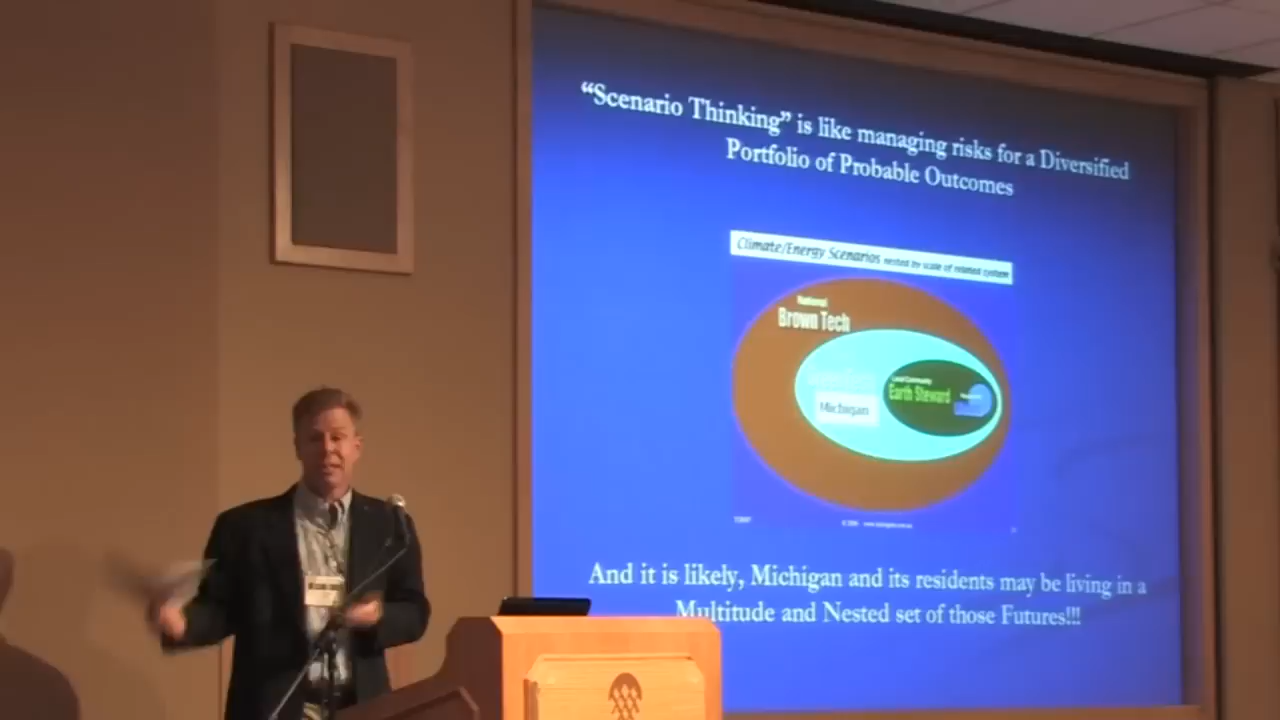 “Scenario Thinking” is like managing risks for a Diversified
Portfolio of Probable Outcomes
Climate/Energy Scenarios nested by scale of related system
National
Brown Tech
Local Community
Earth Steward
Michigan
And it is likely, Michigan and its residents may be living in a
Multitude and Nested set of those Futures!!!